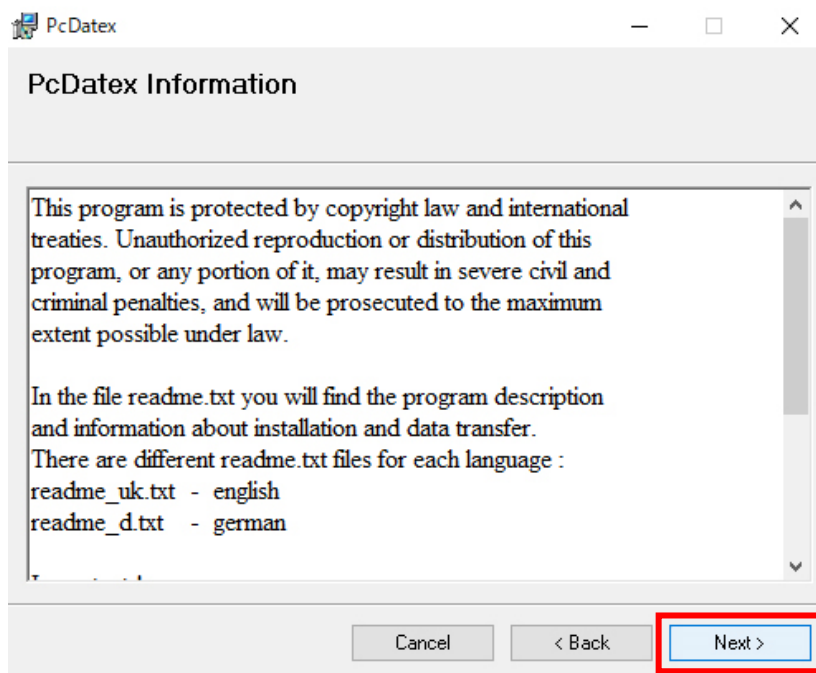 PcDatex
PcDatex Information
This program is protected by copyright law and international
treaties. Unauthorized reproduction or distribution of this
program, or any portion of it, may result in severe civil and
criminal penalties, and will be prosecuted to the maximum
extent possible under law.
In the file readme.txt you will find the program description
and information about installation and data transfer.
There are different readme.txt files for each language :
readme_uk.txt - english
readme_d.txt - german
Cancel
< Back
Next >